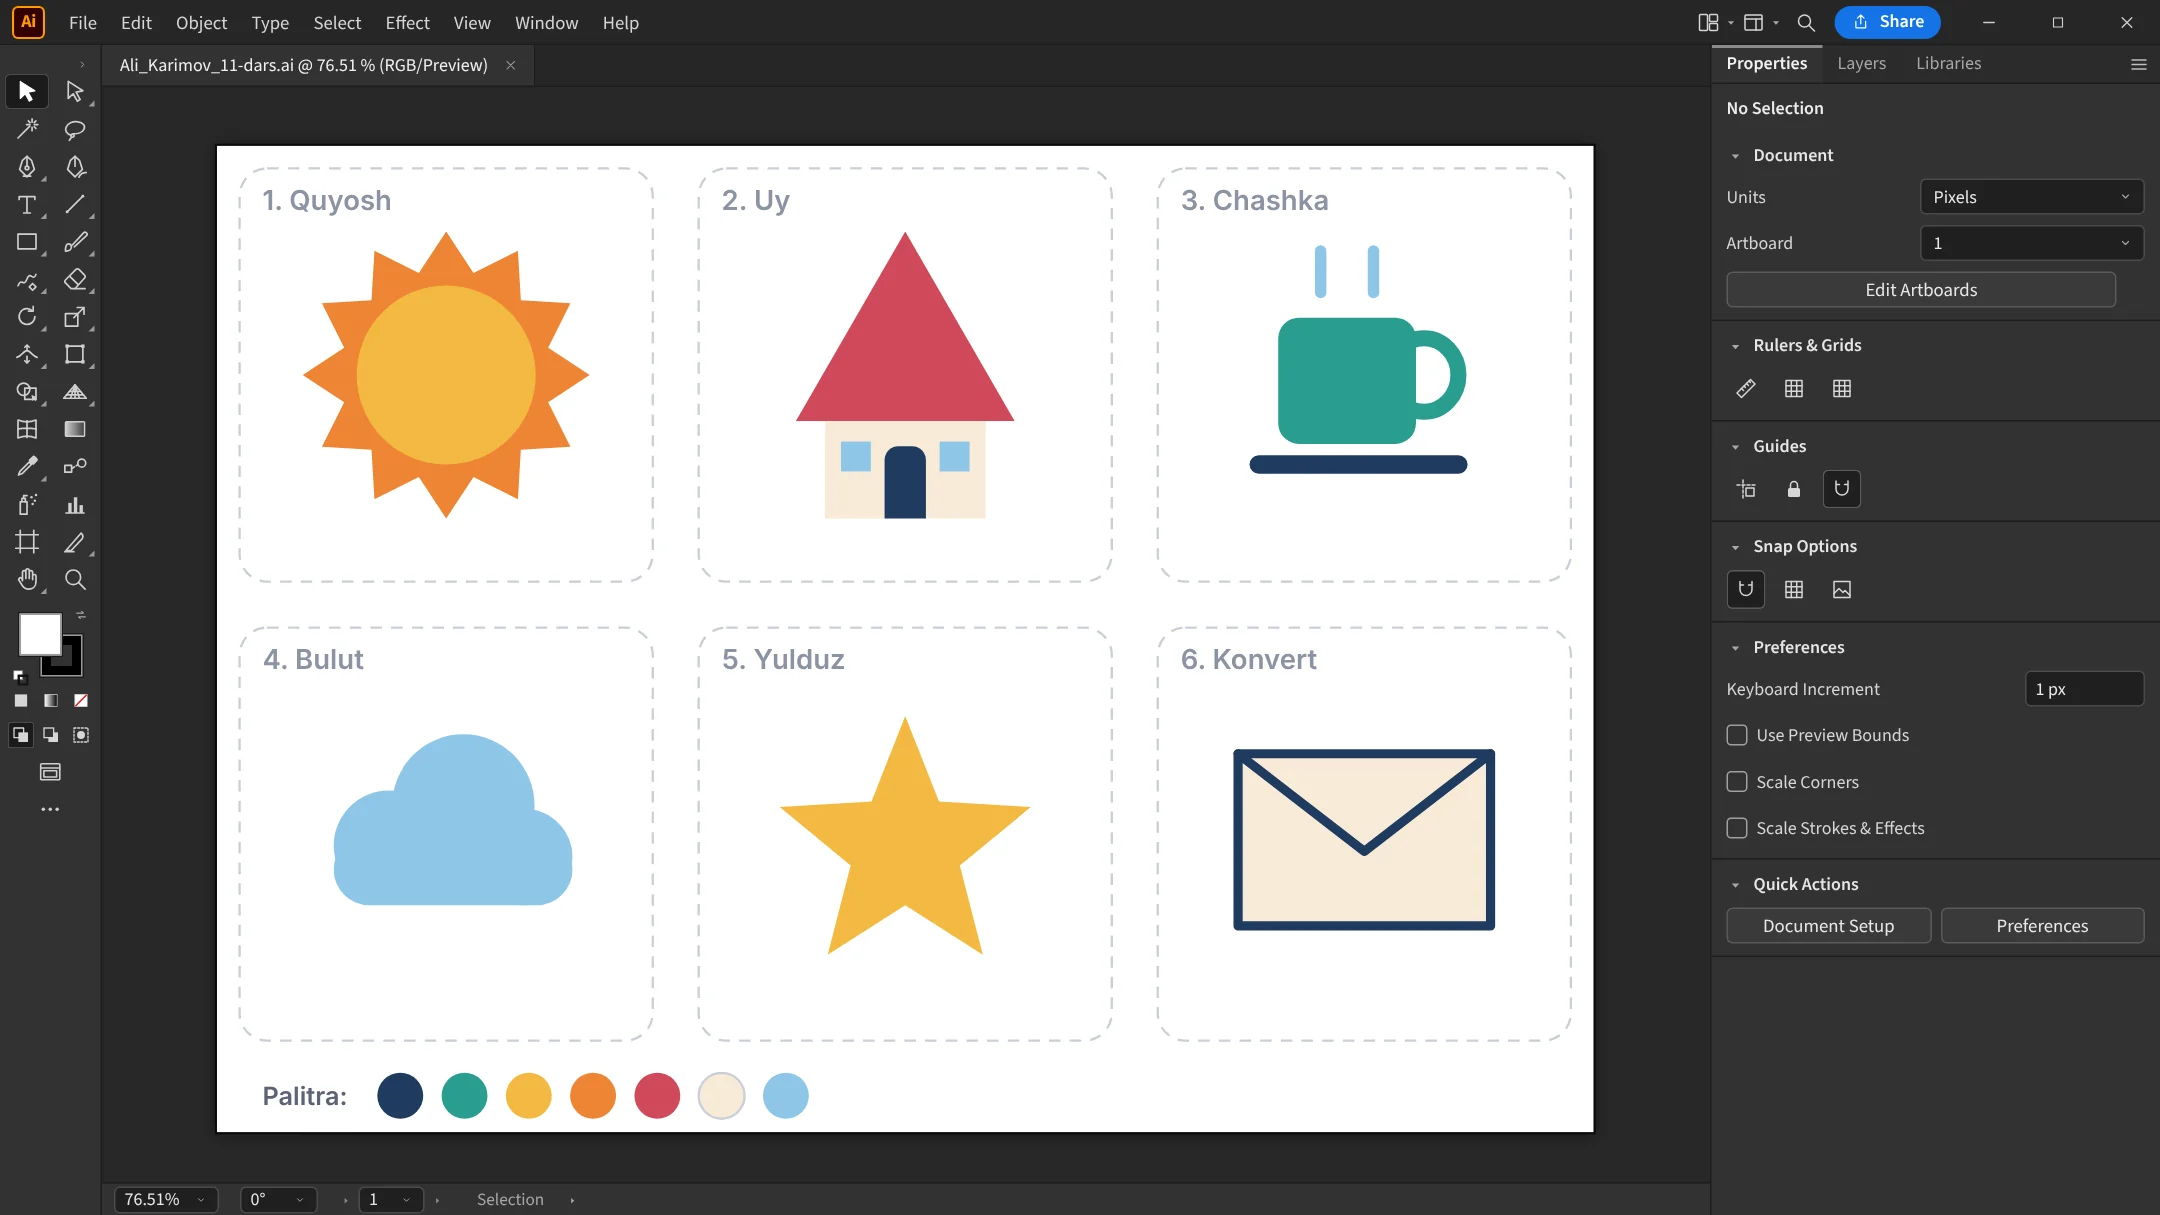 Ai File Edit Object Type Select Effect View Window Help Share
Ali_Karimov_11-dars.ai @ 76.51 % (RGB/Preview)
Properties Layers Libraries
No Selection
Document
Units Pixels
Artboard 1
Edit Artboards
Rulers & Grids
Guides
Snap Options
Preferences
Keyboard Increment 1 px
Use Preview Bounds
Scale Corners
Scale Strokes & Effects
Quick Actions
Document Setup Preferences
1. Quyosh
2. Uy
3. Chashka
4. Bulut
5. Yulduz
6. Konvert
Palitra:
76.51% 0° 1 Selection